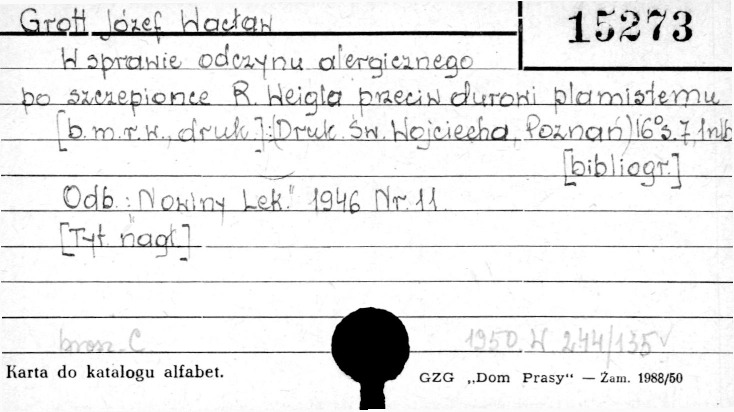 Grott Józef Wacław
15273
W sprawie odczynu alergicznego
po szczepionce R. Weigla przeciw durowi plamistemu
[b.m.r.w., druk.]: (Druk. Św. Wojciecha, Poznań) 16° s. 7, 1 nlb
[bibliogr.]
Odb.: "Nowiny Lek." 1946 Nr. 11
[Tyt. nagł.]
brosz. C 1950 W 244/135
Karta do katalogu alfabet.
GZG „Dom Prasy“ — Zam. 1988/50